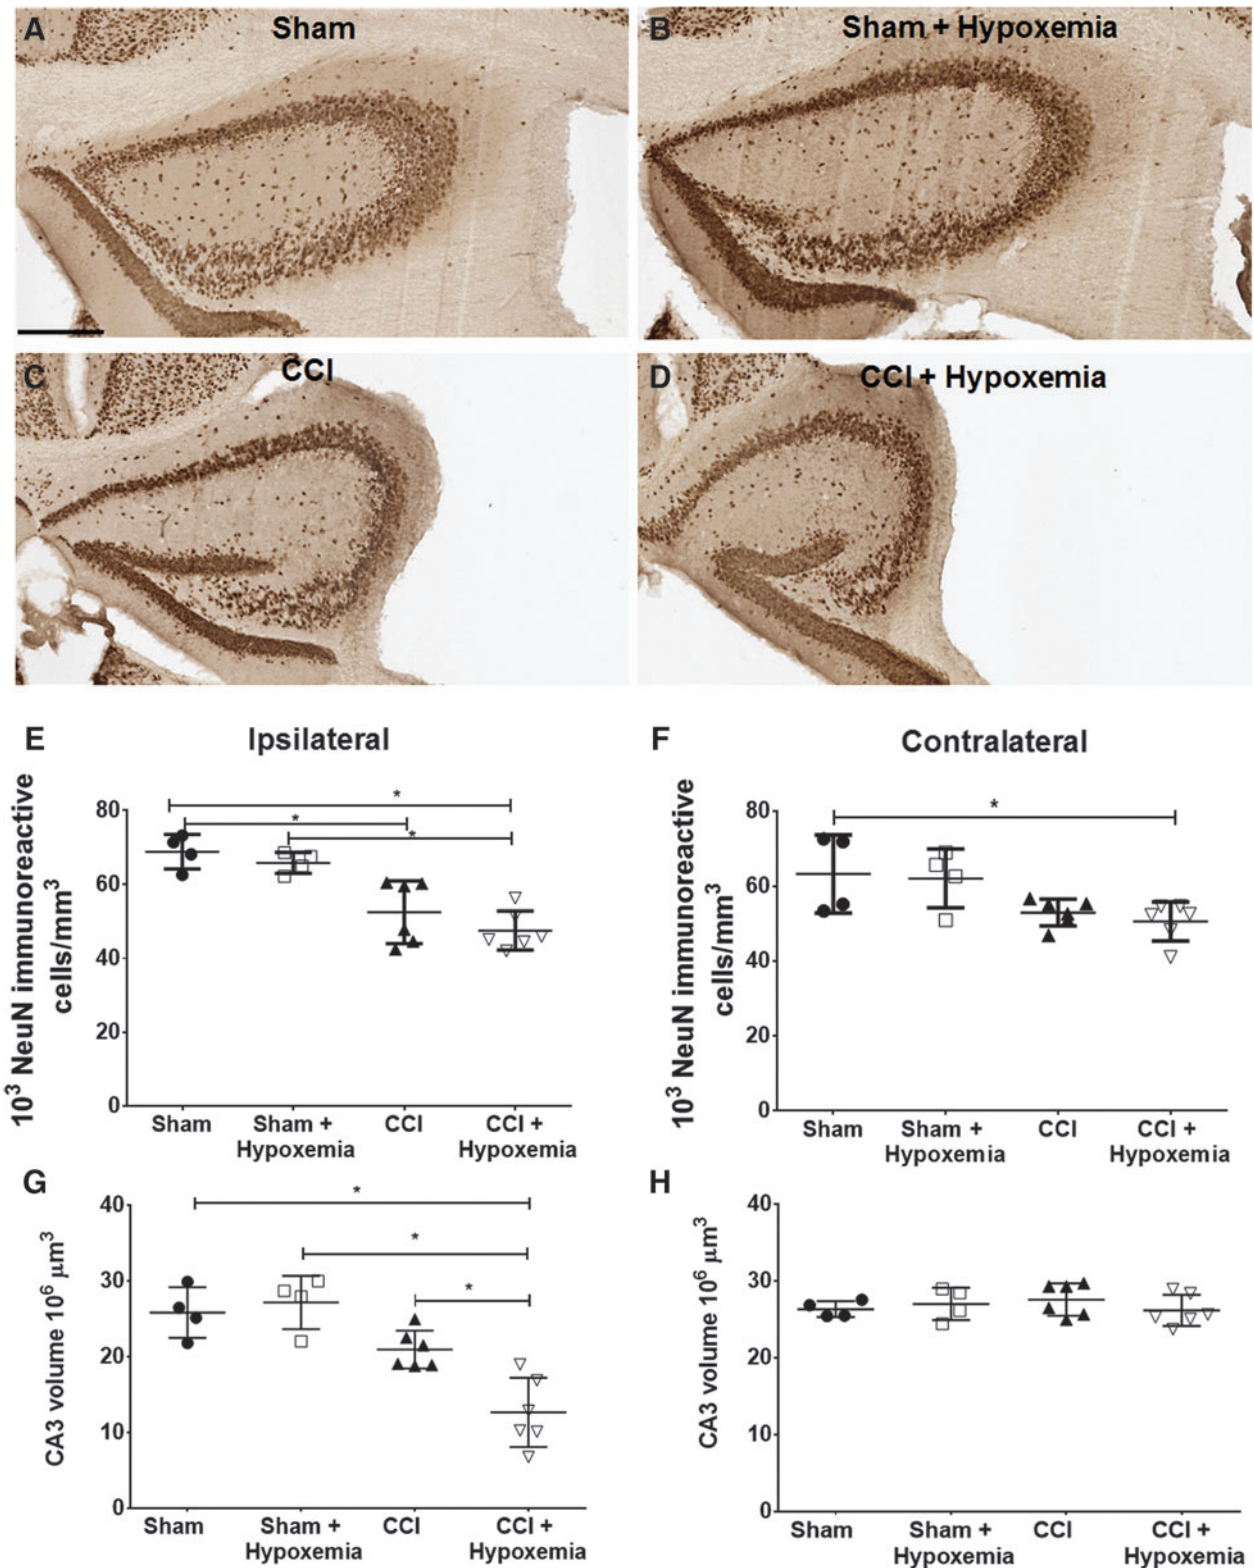 A
Sham
B
Sham + Hypoxemia
C
CCI
D
CCI + Hypoxemia
E
Ipsilateral
10³ NeuN immunoreactive
cells/mm³
80
60
40
20
0
*
*
*
Sham
Sham +
Hypoxemia
CCI
CCI +
Hypoxemia
F
Contralateral
10³ NeuN immunoreactive
cells/mm³
80
60
40
20
0
*
Sham
Sham +
Hypoxemia
CCI
CCI +
Hypoxemia
G
CA3 volume 10⁶ µm³
40
30
20
10
0
*
*
*
Sham
Sham +
Hypoxemia
CCI
CCI +
Hypoxemia
H
CA3 volume 10⁶ µm³
40
30
20
10
0
Sham
Sham +
Hypoxemia
CCI
CCI +
Hypoxemia